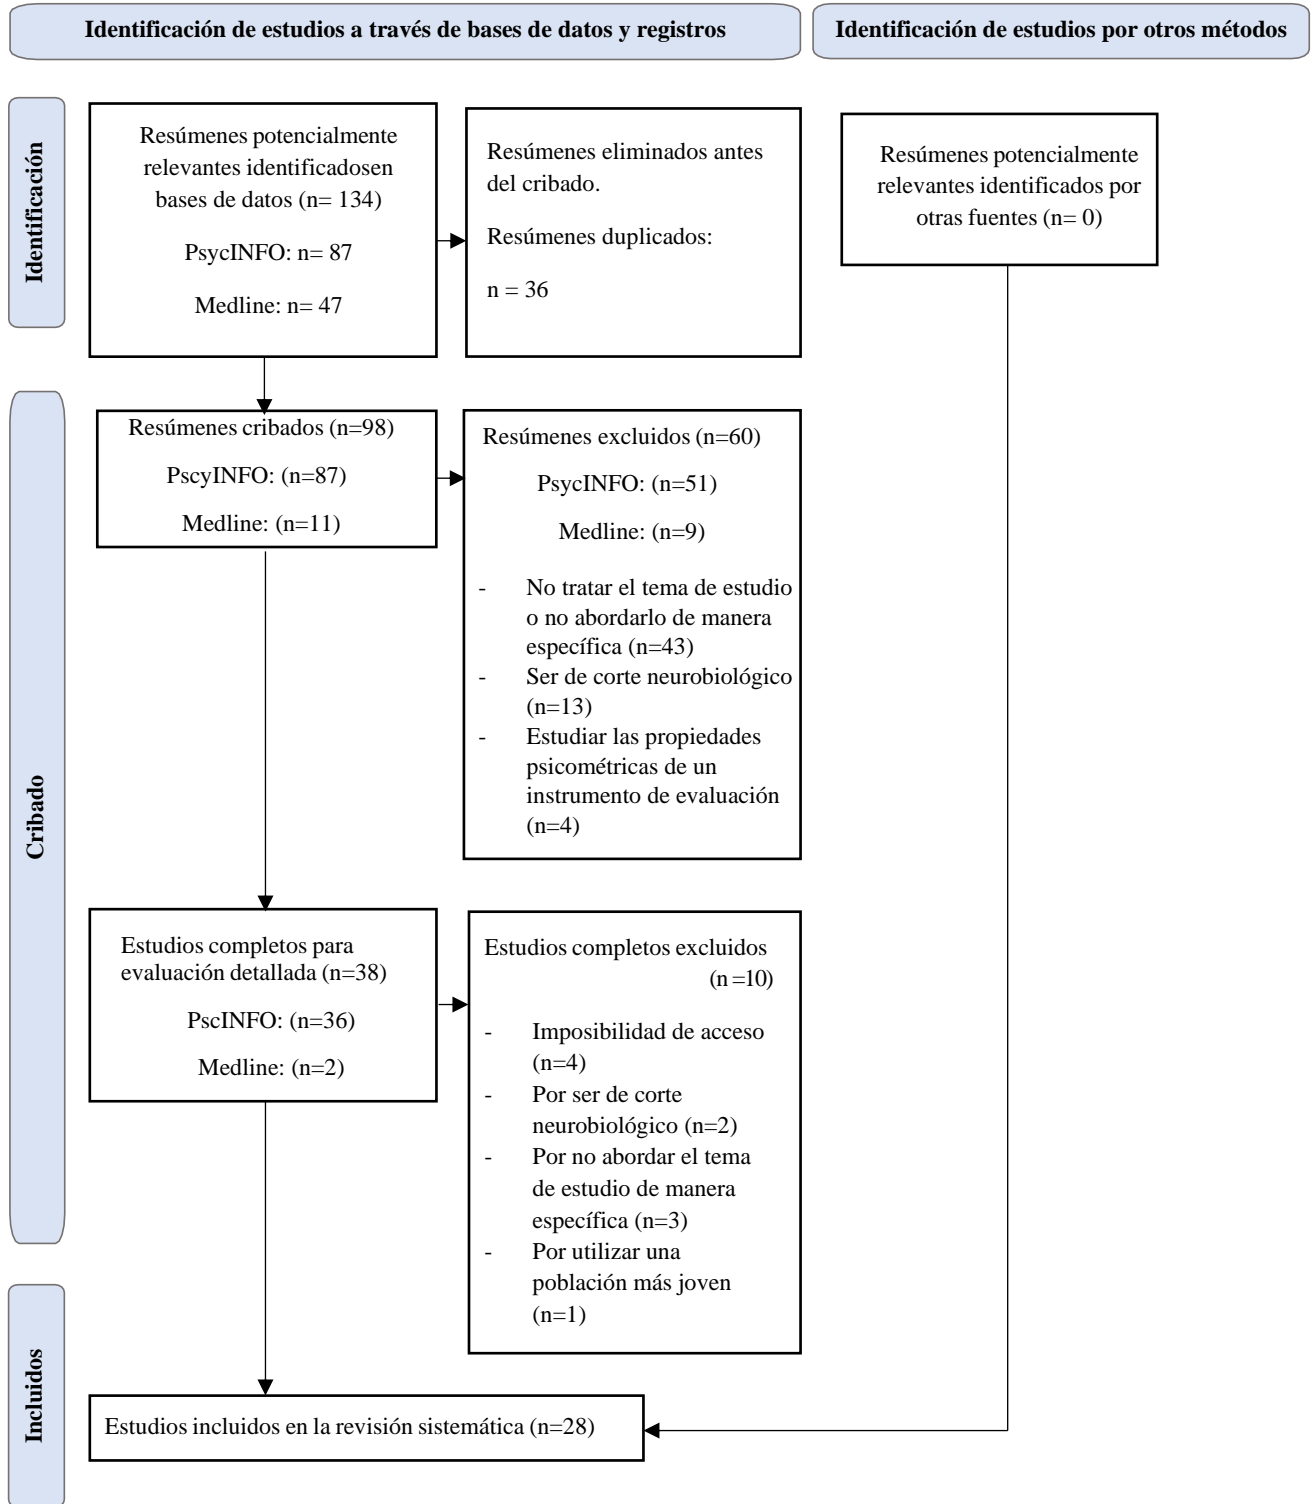 Identificación de estudios a través de bases de datos y registros
Identificación de estudios por otros métodos
Identificación
Resúmenes potencialmente
relevantes identificadosen
bases de datos (n= 134)
PsycINFO: n= 87
Medline: n= 47
Resúmenes eliminados antes
del cribado.
Resúmenes duplicados:
n = 36
Resúmenes potencialmente
relevantes identificados por
otras fuentes (n= 0)
Cribado
Resúmenes cribados (n=98)
PscyINFO: (n=87)
Medline: (n=11)
Resúmenes excluidos (n=60)
PsycINFO: (n=51)
Medline: (n=9)
- No tratar el tema de estudio
o no abordarlo de manera
específica (n=43)
- Ser de corte neurobiológico
(n=13)
- Estudiar las propiedades
psicométricas de un
instrumento de evaluación
(n=4)
Estudios completos para
evaluación detallada (n=38)
PscINFO: (n=36)
Medline: (n=2)
Estudios completos excluidos
(n =10)
- Imposibilidad de acceso
(n=4)
- Por ser de corte
neurobiológico (n=2)
- Por no abordar el tema
de estudio de manera
específica (n=3)
- Por utilizar una
población más joven
(n=1)
Incluidos
Estudios incluidos en la revisión sistemática (n=28)